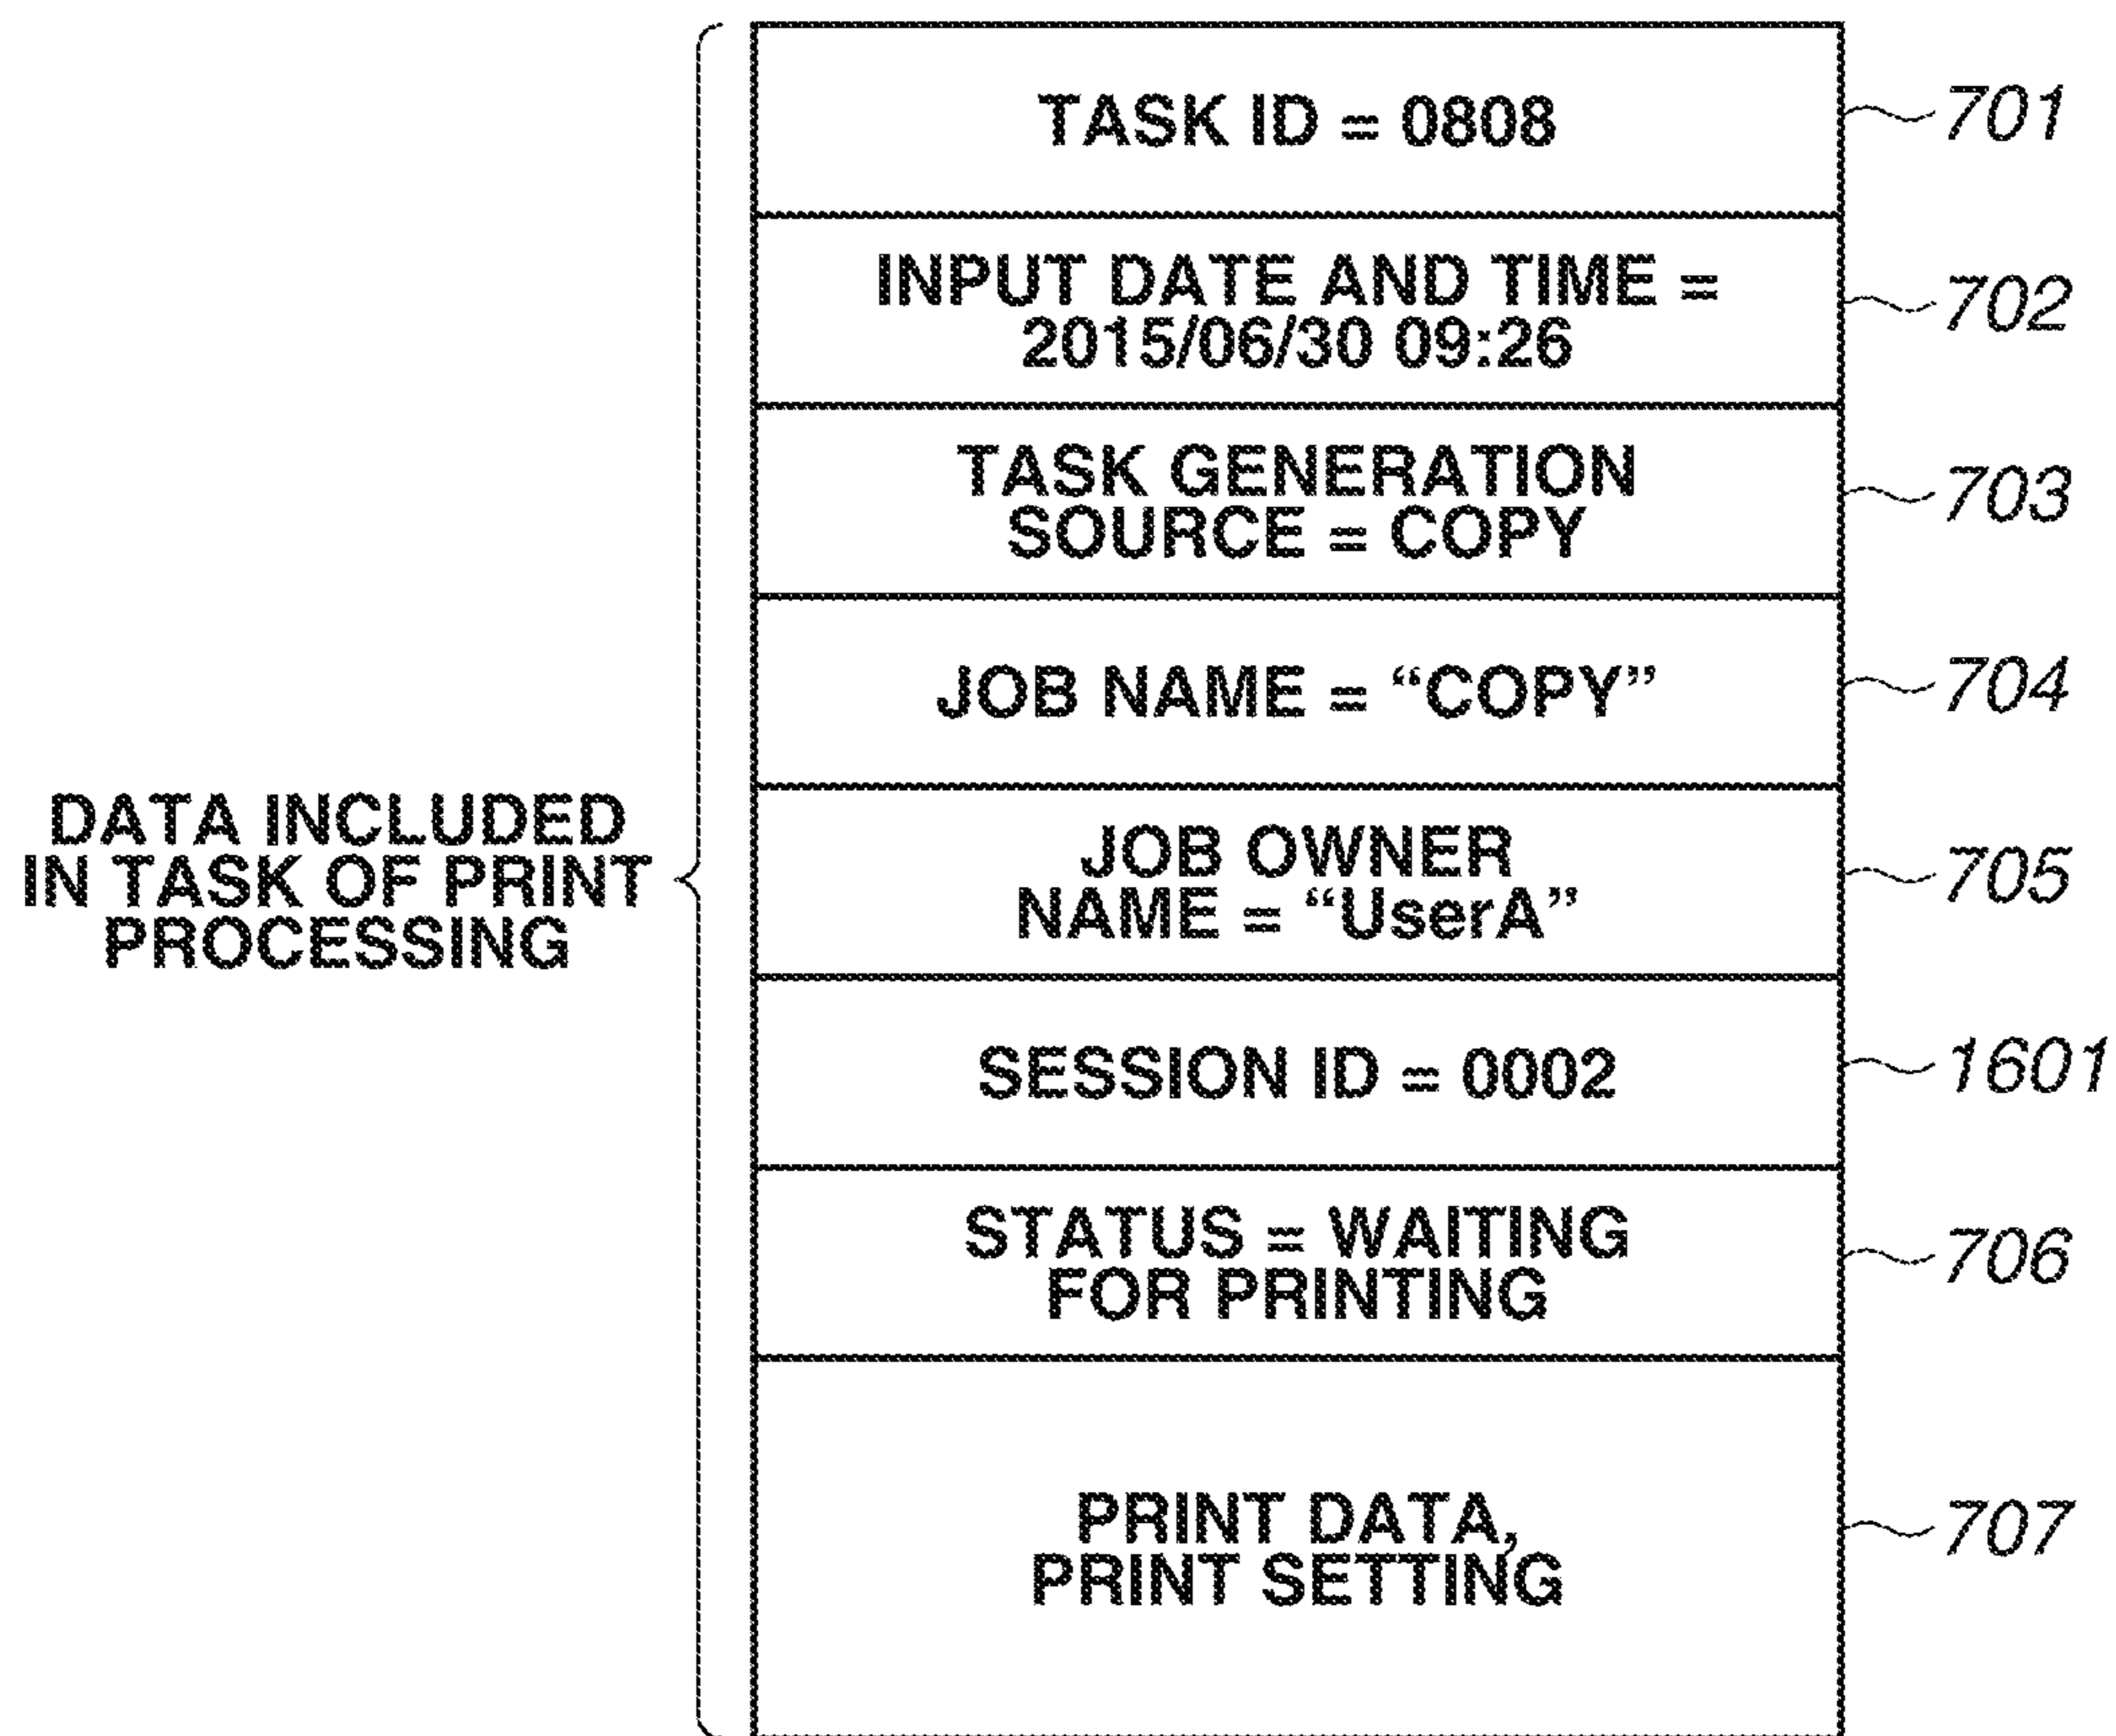 TASK ID = 0808
701
INPUT DATE AND TIME =
2015/06/30 09:26
702
TASK GENERATION
SOURCE = COPY
703
JOB NAME = “COPY”
704
DATA INCLUDED
IN TASK OF PRINT
PROCESSING
JOB OWNER
NAME = “UserA”
705
SESSION ID = 0002
1601
STATUS = WAITING
FOR PRINTING
706
PRINT DATA,
PRINT SETTING
707